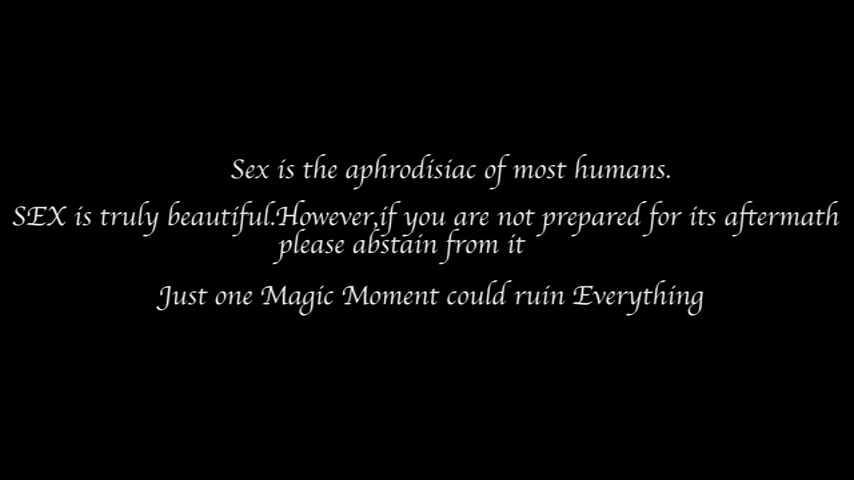 Sex is the aphrodisiac of most humans.
SEX is truly beautiful.However,if you are not prepared for its aftermath
please abstain from it
Just one Magic Moment could ruin Everything